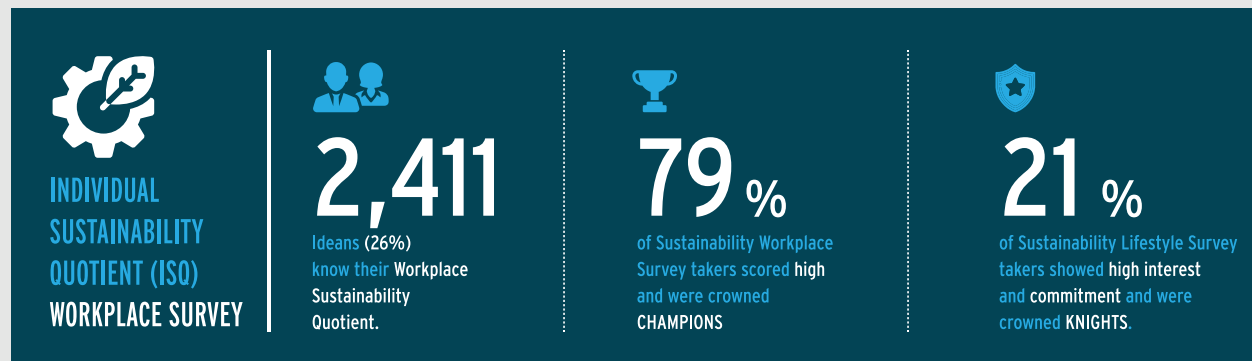 INDIVIDUAL
SUSTAINABILITY
QUOTIENT (ISQ)
WORKPLACE SURVEY
2,411
Ideans (26%)
know their Workplace
Sustainability
Quotient.
79 %
of Sustainability Workplace
Survey takers scored high
and were crowned
CHAMPIONS
21 %
of Sustainability Lifestyle Survey
takers showed high interest
and commitment and were
crowned KNIGHTS.